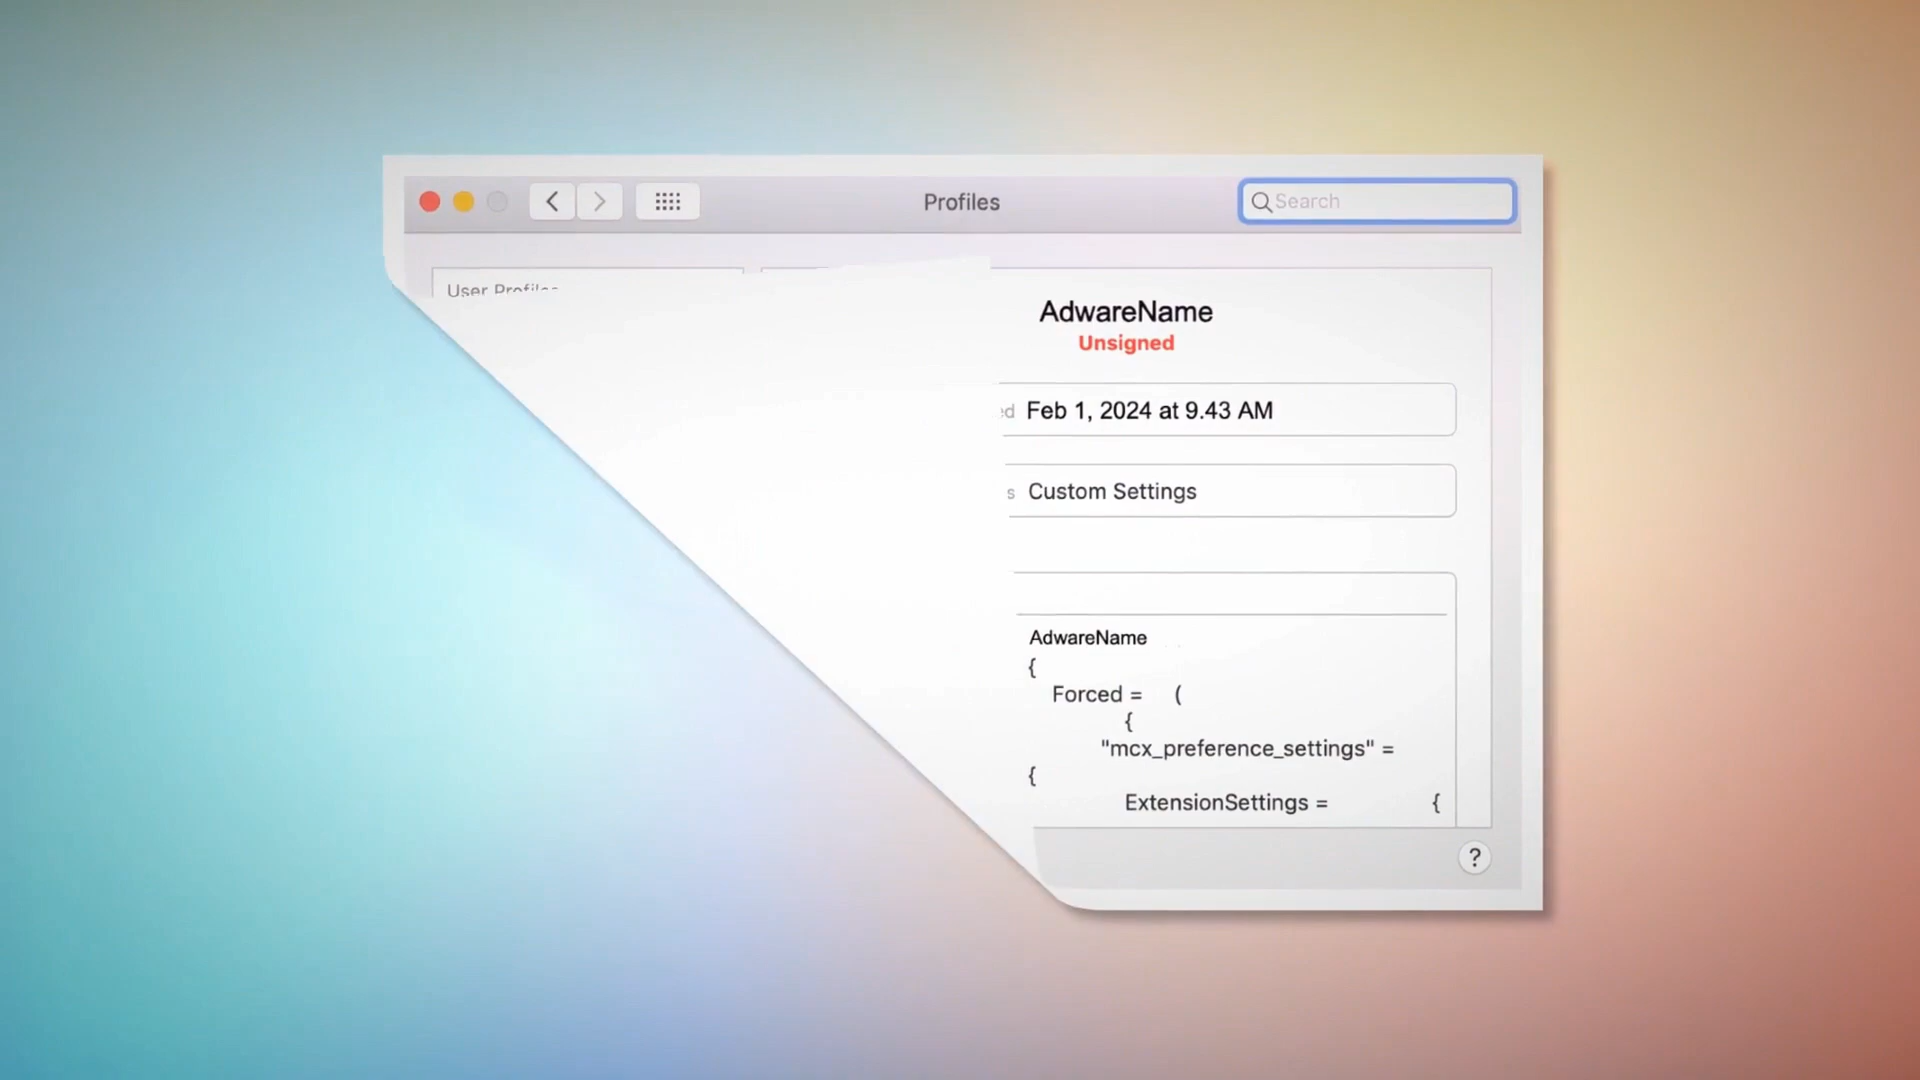 Profiles
Search
User Profiles
AdwareName
Unsigned
Feb 1, 2024 at 9.43 AM
Custom Settings
AdwareName
{
Forced = (
{
"mcx_preference_settings" =
{
ExtensionSettings = {
?